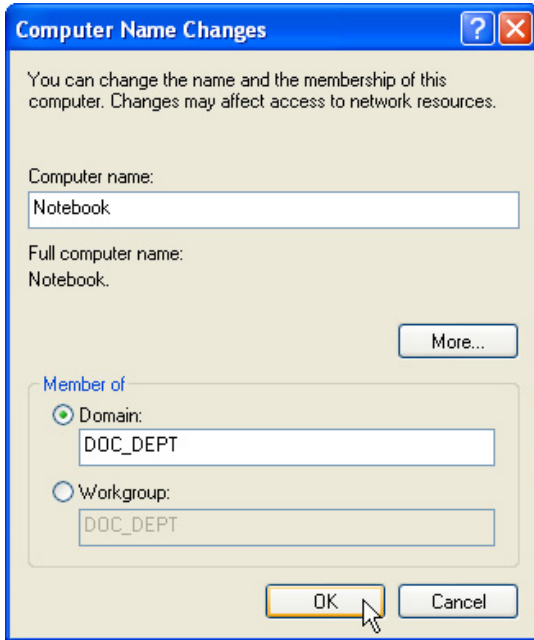 Computer Name Changes
You can change the name and the membership of this
computer. Changes may affect access to network resources.
Computer name:
Notebook
Full computer name:
Notebook.
More...
Member of
Domain:
DOC_DEPT
Workgroup:
DOC_DEPT
OK
Cancel